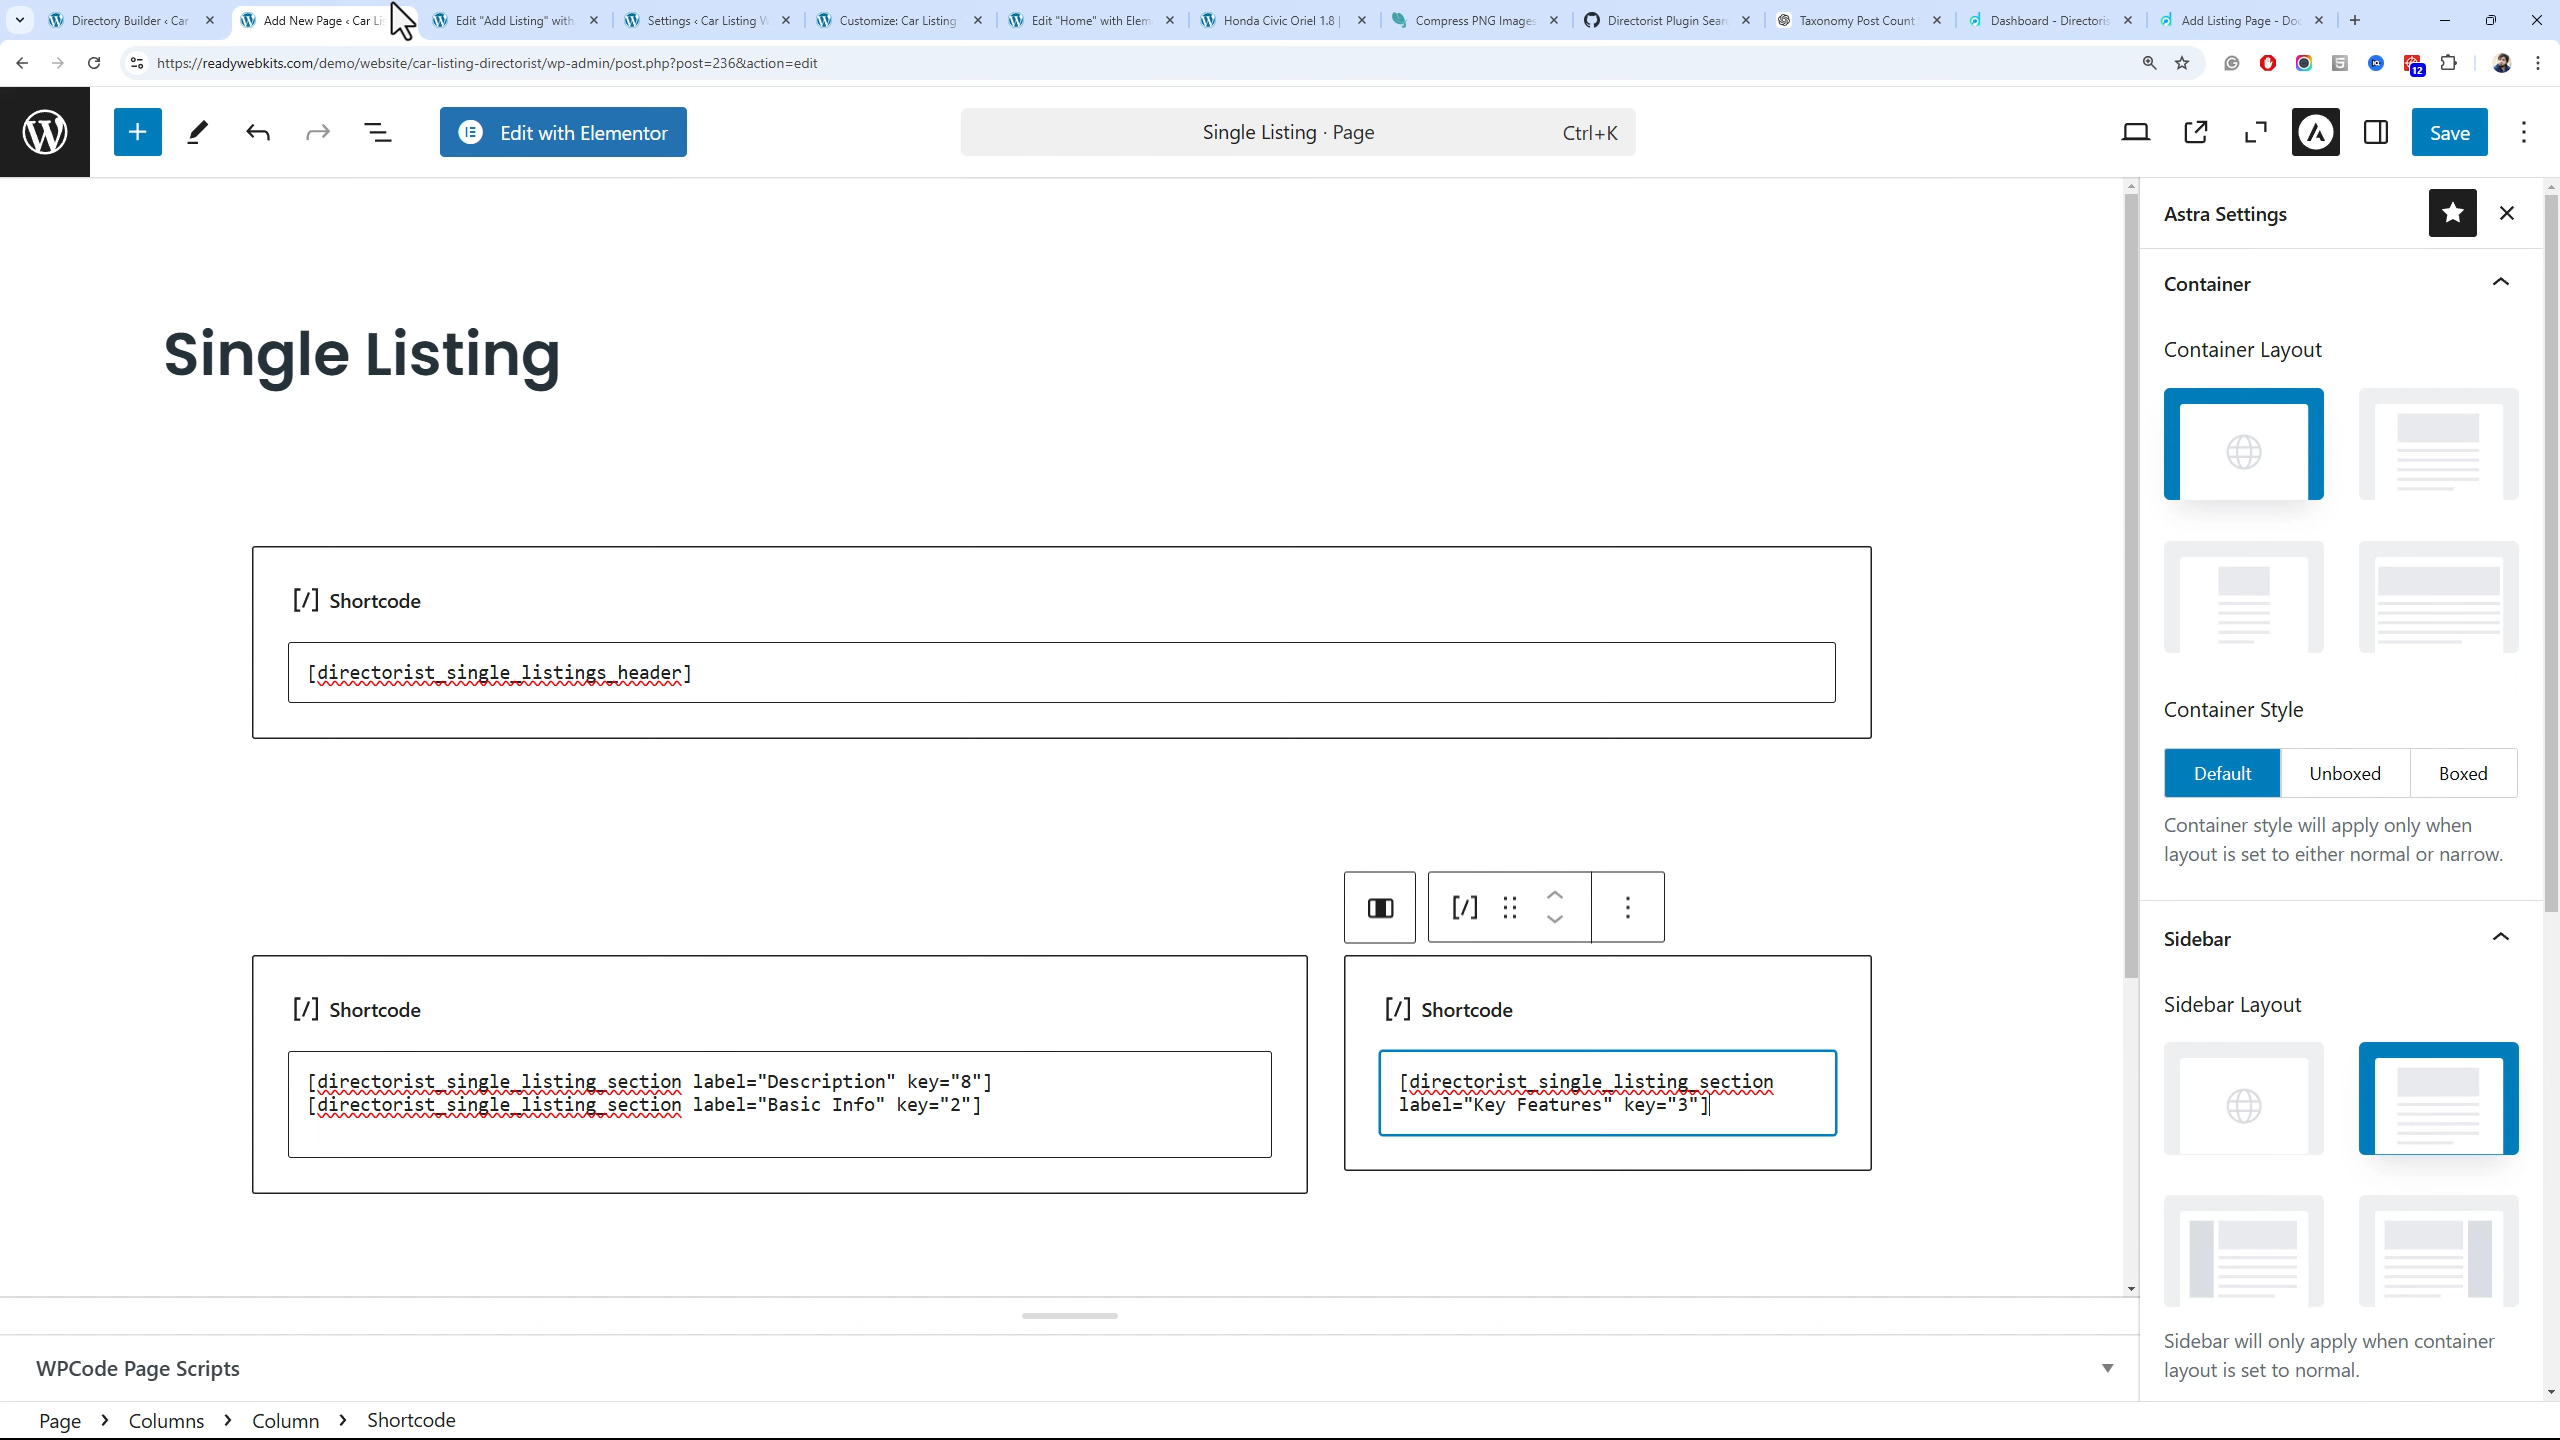 Directory Builder ‹ Car
Add New Page ‹ Car Li
Edit "Add Listing" with
Settings ‹ Car Listing W
Customize: Car Listing
Edit "Home" with Elem
Honda Civic Oriel 1.8 |
Compress PNG Images
Directorist Plugin Sear
Taxonomy Post Count
Dashboard - Directoris
Add Listing Page - Doc
https://readywebkits.com/demo/website/car-listing-directorist/wp-admin/post.php?post=236&action=edit
12
Edit with Elementor
Single Listing · Page
Ctrl+K
Save
Single Listing
[/] Shortcode
[directorist_single_listings_header]
[/]
[/] Shortcode
[directorist_single_listing_section label="Description" key="8"]
[directorist_single_listing_section label="Basic Info" key="2"]
[/] Shortcode
[directorist_single_listing_section
label="Key Features" key="3"]
Astra Settings
Container
Container Layout
Container Style
Default
Unboxed
Boxed
Container style will apply only when
layout is set to either normal or narrow.
Sidebar
Sidebar Layout
Sidebar will only apply when container
layout is set to normal.
WPCode Page Scripts
Page › Columns › Column › Shortcode